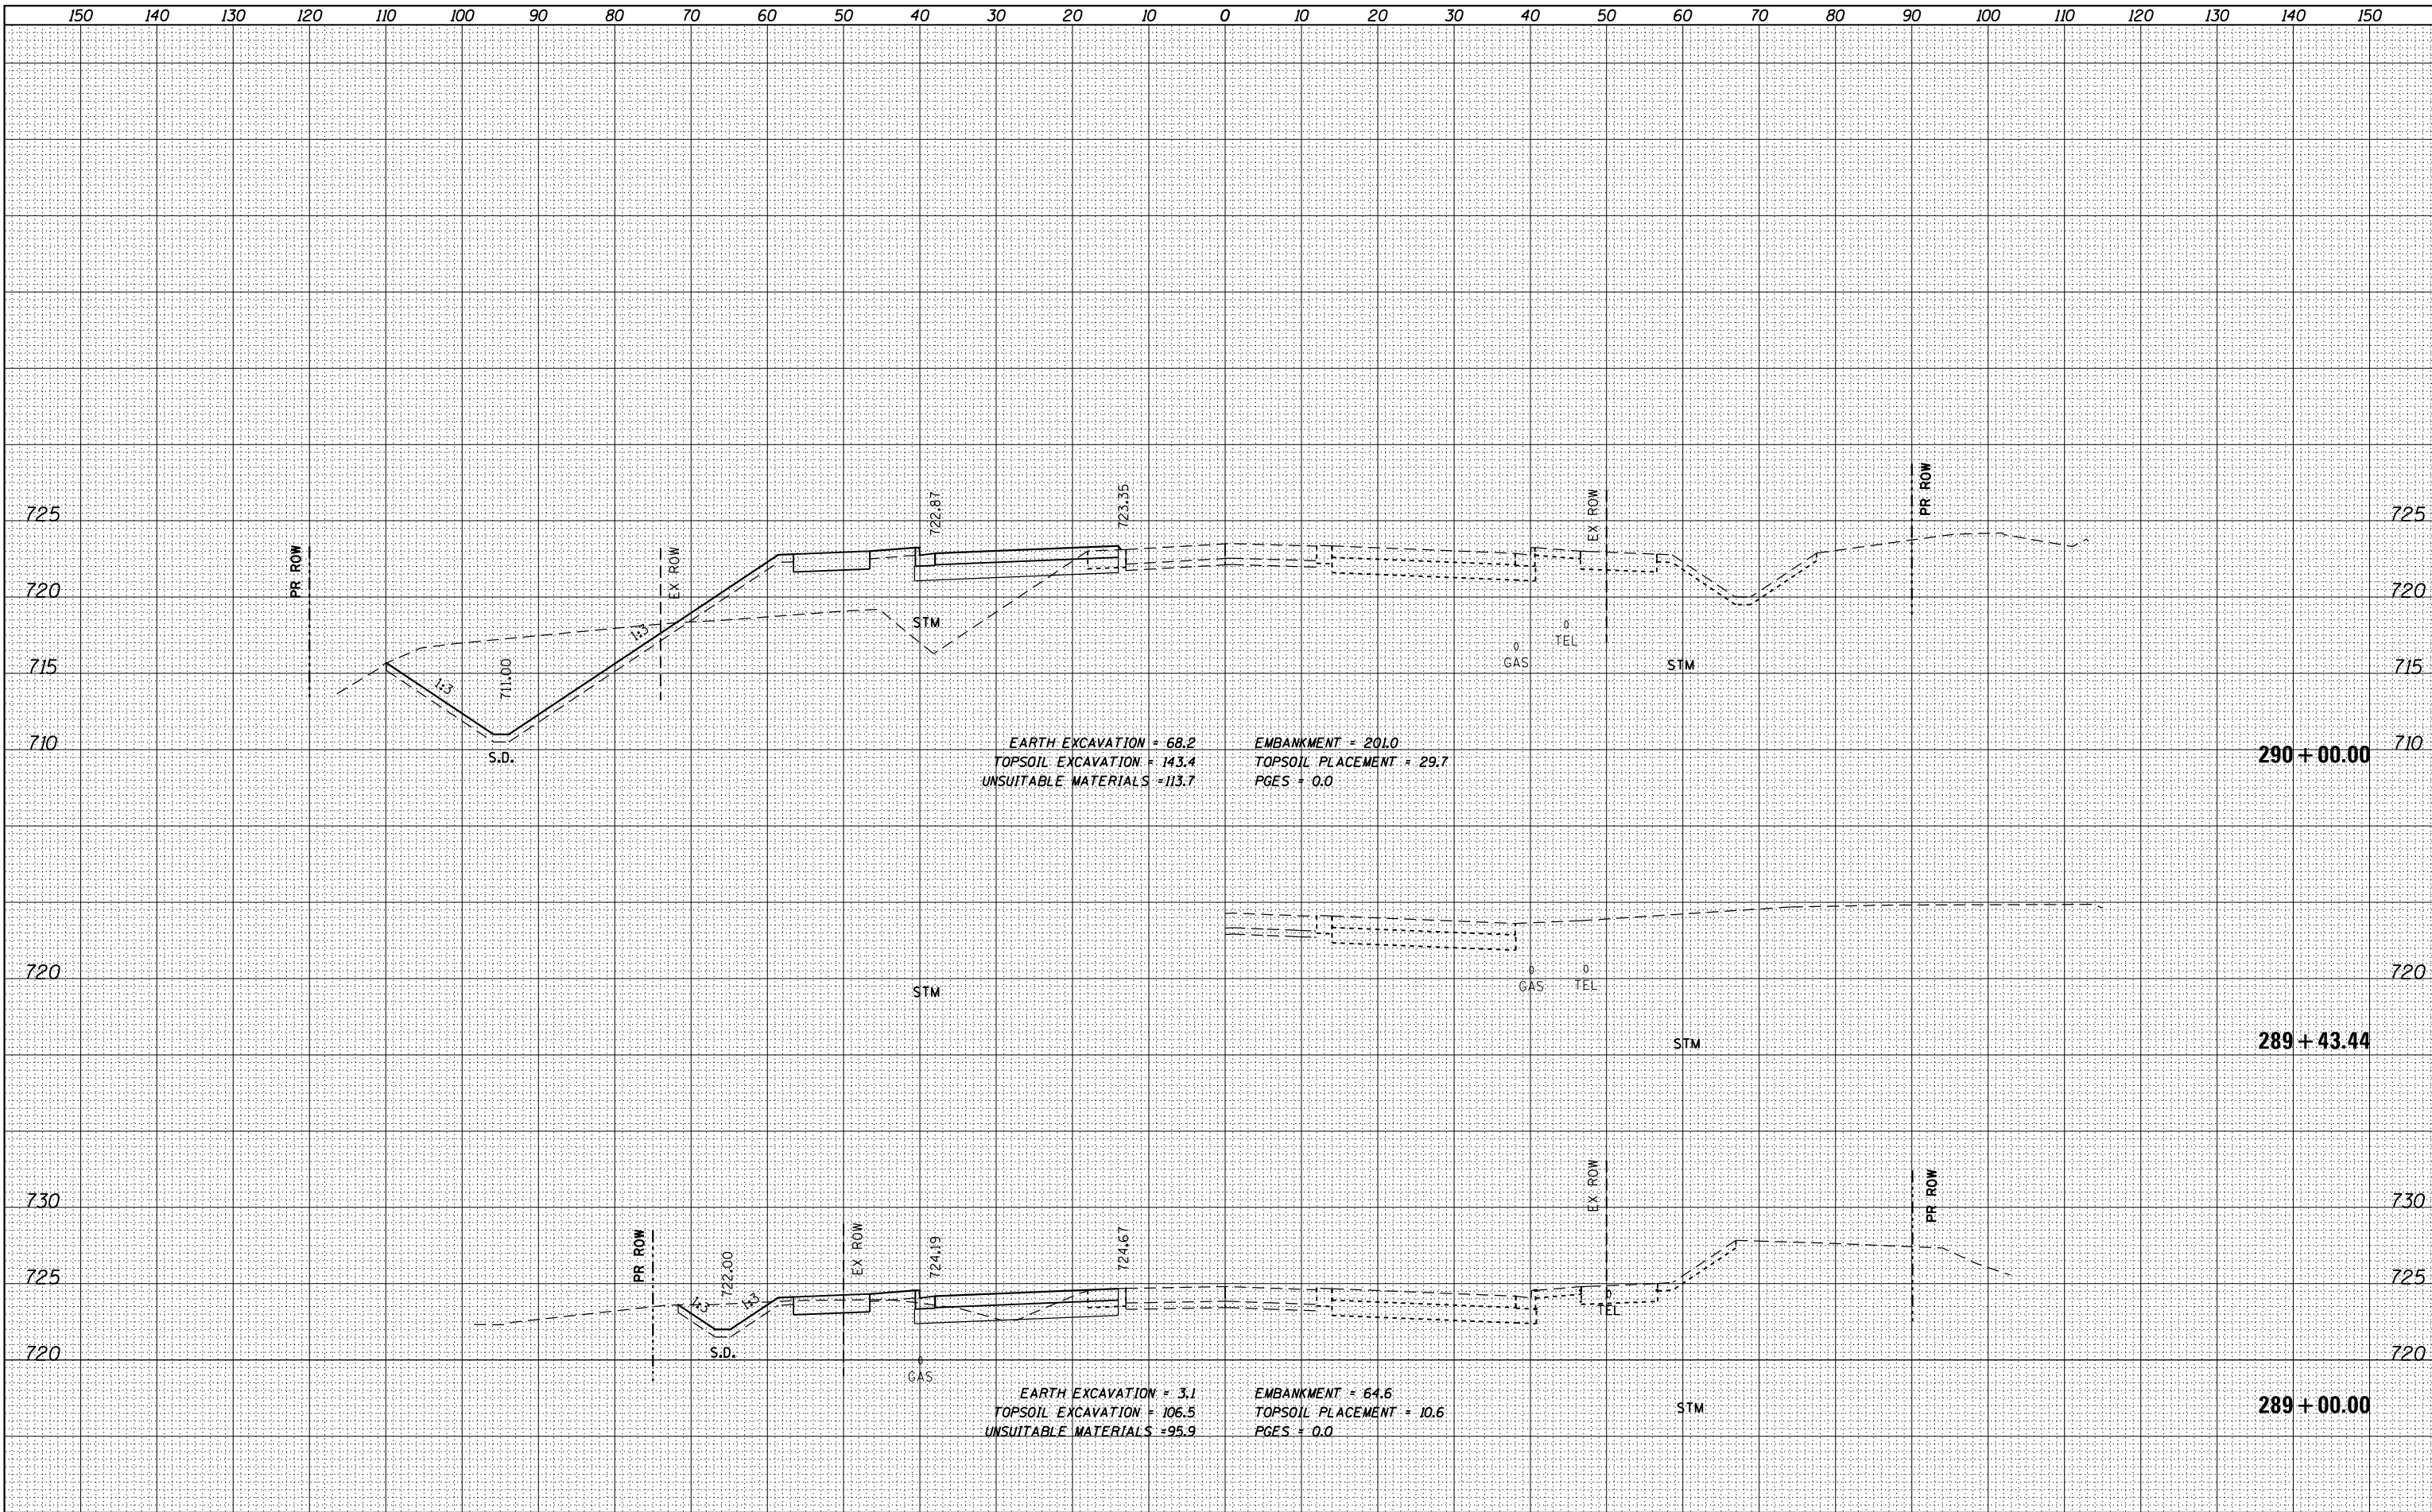 150 140 130 120 110 100 90 80 70 60 50 40 30 20 10 0 10 20 30 40 50 60 70 80 90 100 110 120 130 140 150
PR ROW
EX ROW
722.87
723.35
EX ROW
PR ROW
725 725
720 720
1:3
STM
0
TEL
0
GAS
STM
715 715
1:3
711.00
710 710
S.D.
EARTH EXCAVATION = 68.2 EMBANKMENT = 201.0
TOPSOIL EXCAVATION = 143.4 TOPSOIL PLACEMENT = 29.7
UNSUITABLE MATERIALS =113.7 PGES = 0.0
290+00.00
720 720
STM
0 0
GAS TEL
STM
289+43.44
730 730
PR ROW
722.00
EX ROW
724.19
724.67
EX ROW
PR ROW
725 725
1:3 1:3
0
TEL
720 720
S.D.
0
GAS
EARTH EXCAVATION = 3.1 EMBANKMENT = 64.6
TOPSOIL EXCAVATION = 106.5 TOPSOIL PLACEMENT = 10.6
UNSUITABLE MATERIALS =95.9 PGES = 0.0
STM
289+00.00